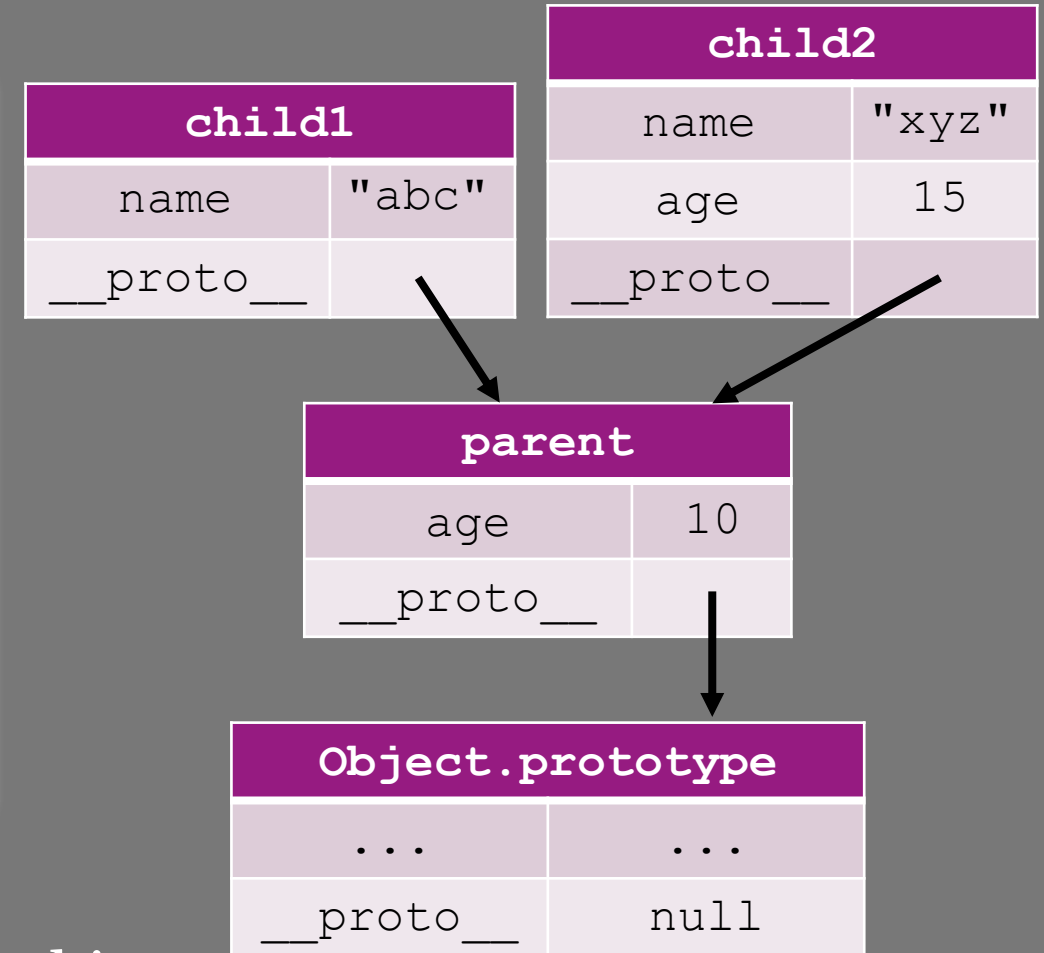 child1
name "abc"
__proto__
child2
name "xyz"
age 15
__proto__
parent
age 10
__proto__
Object.prototype
... ...
__proto__ null